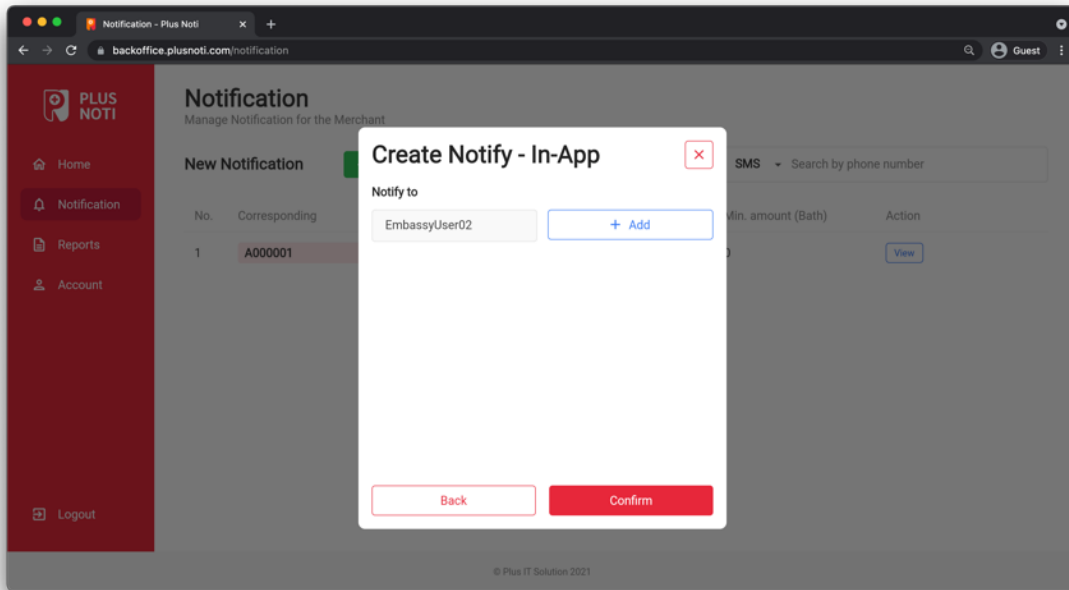 Notification - Plus Noti
backoffice.plusnoti.com/notification
Guest
PLUS
NOTI
Home
Notification
Reports
Account
Logout
Notification
Manage Notification for the Merchant
New Notification
SMS
Search by phone number
No.
Corresponding
Min. amount (Bath)
Action
1
A000001
0
View
Create Notify - In-App
Notify to
EmbassyUser02
+ Add
Back
Confirm
© Plus IT Solution 2021